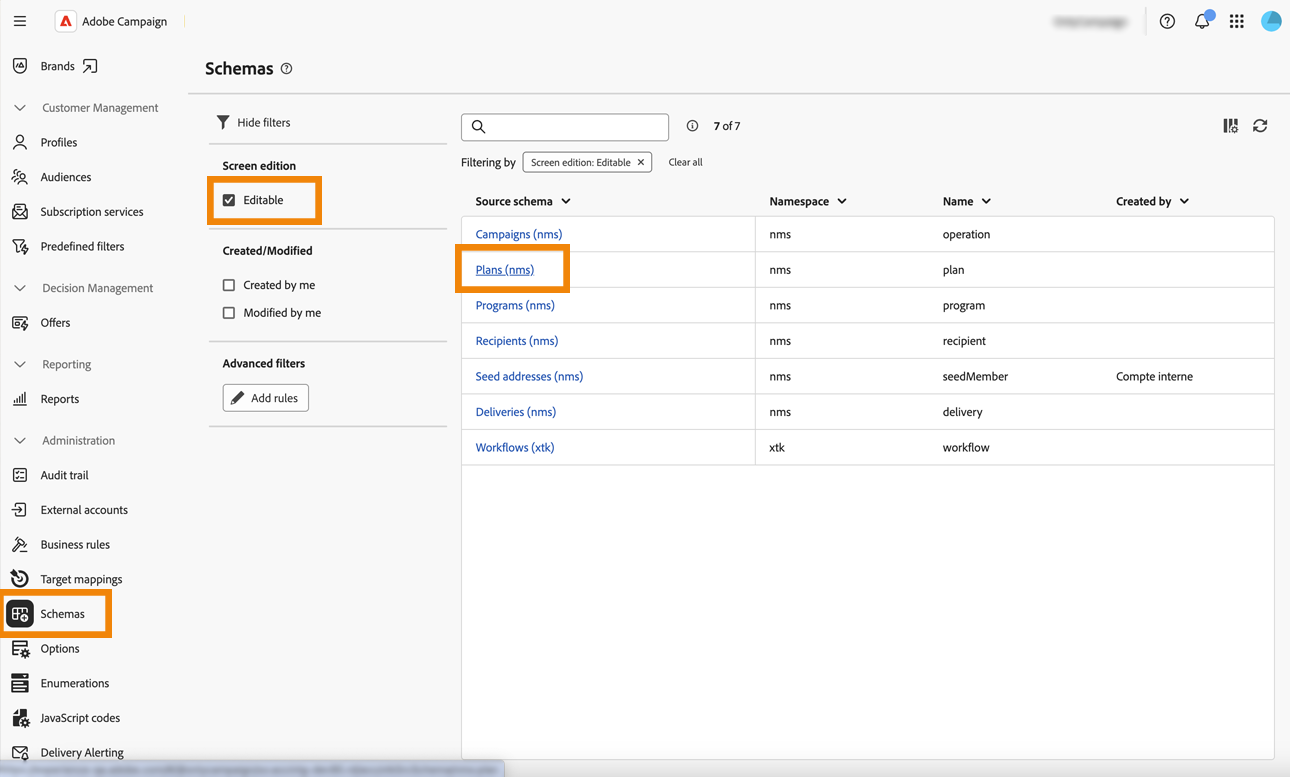 Adobe Campaign
Brands
Customer Management
Profiles
Audiences
Subscription services
Predefined filters
Decision Management
Offers
Reporting
Reports
Administration
Audit trail
External accounts
Business rules
Target mappings
Schemas
Options
Enumerations
JavaScript codes
Delivery Alerting
Schemas
Hide filters
Screen edition
Editable
Created/Modified
Created by me
Modified by me
Advanced filters
Add rules
7 of 7
Filtering by Screen edition: Editable Clear all
Source schema Namespace Name Created by
Campaigns (nms) nms operation
Plans (nms) nms plan
Programs (nms) nms program
Recipients (nms) nms recipient
Seed addresses (nms) nms seedMember Compte interne
Deliveries (nms) nms delivery
Workflows (xtk) xtk workflow